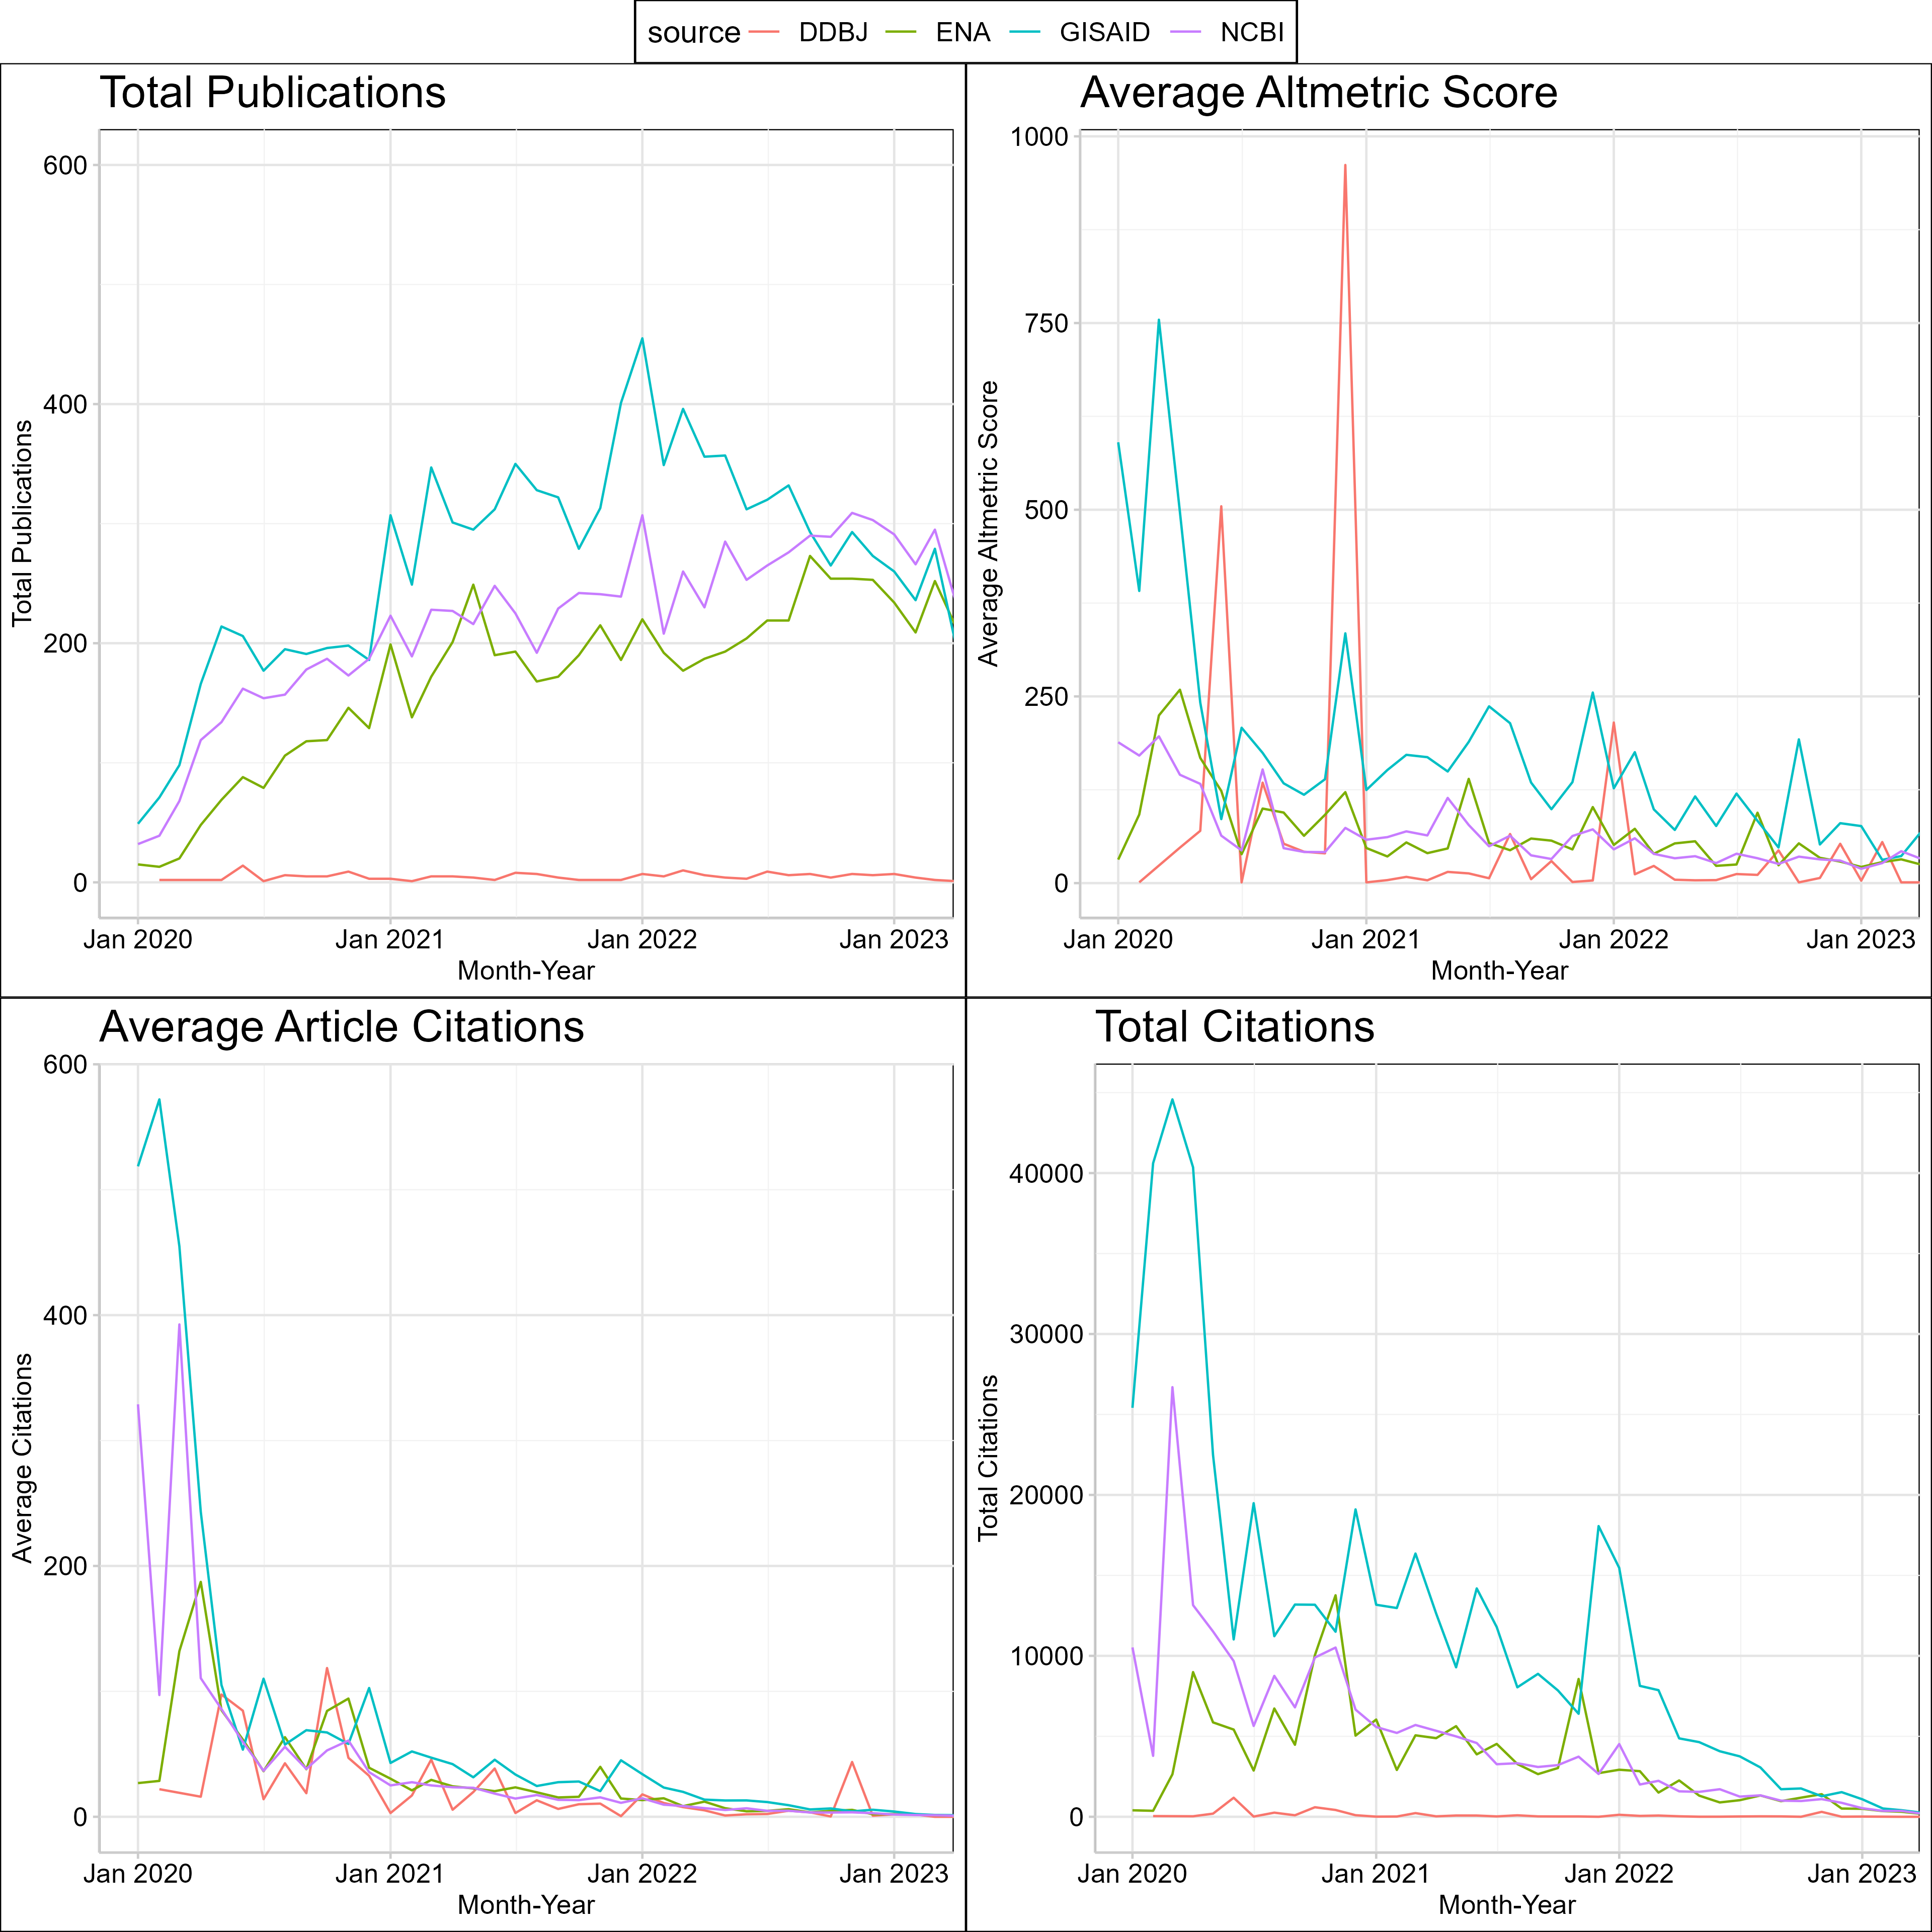 source DDBJ ENA GISAID NCBI
Total Publications
600
400
200
0
Total Publications
Jan 2020 Jan 2021 Jan 2022 Jan 2023
Month-Year
Average Altmetric Score
1000
750
500
250
0
Average Altmetric Score
Jan 2020 Jan 2021 Jan 2022 Jan 2023
Month-Year
Average Article Citations
600
400
200
0
Average Citations
Jan 2020 Jan 2021 Jan 2022 Jan 2023
Month-Year
Total Citations
40000
30000
20000
10000
0
Total Citations
Jan 2020 Jan 2021 Jan 2022 Jan 2023
Month-Year